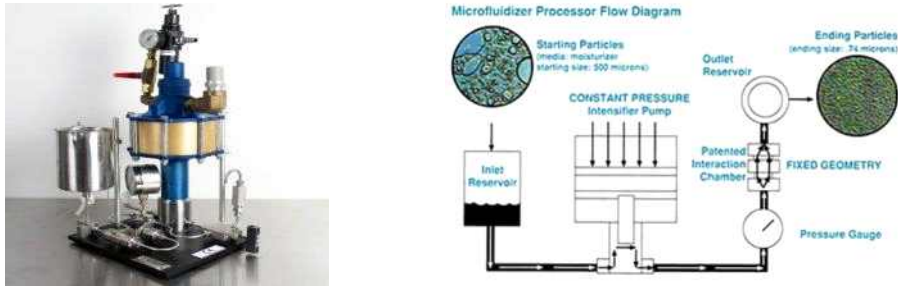 Microfluidizer Processor Flow Diagram
Starting Particles
(media: moisturizer
starting size: 500 microns)
Ending Particles
(ending size: .74 microns)
Outlet
Reservoir
CONSTANT PRESSURE
Intensifier Pump
Inlet
Reservoir
Patented
Interaction
Chamber
FIXED GEOMETRY
Pressure Gauge